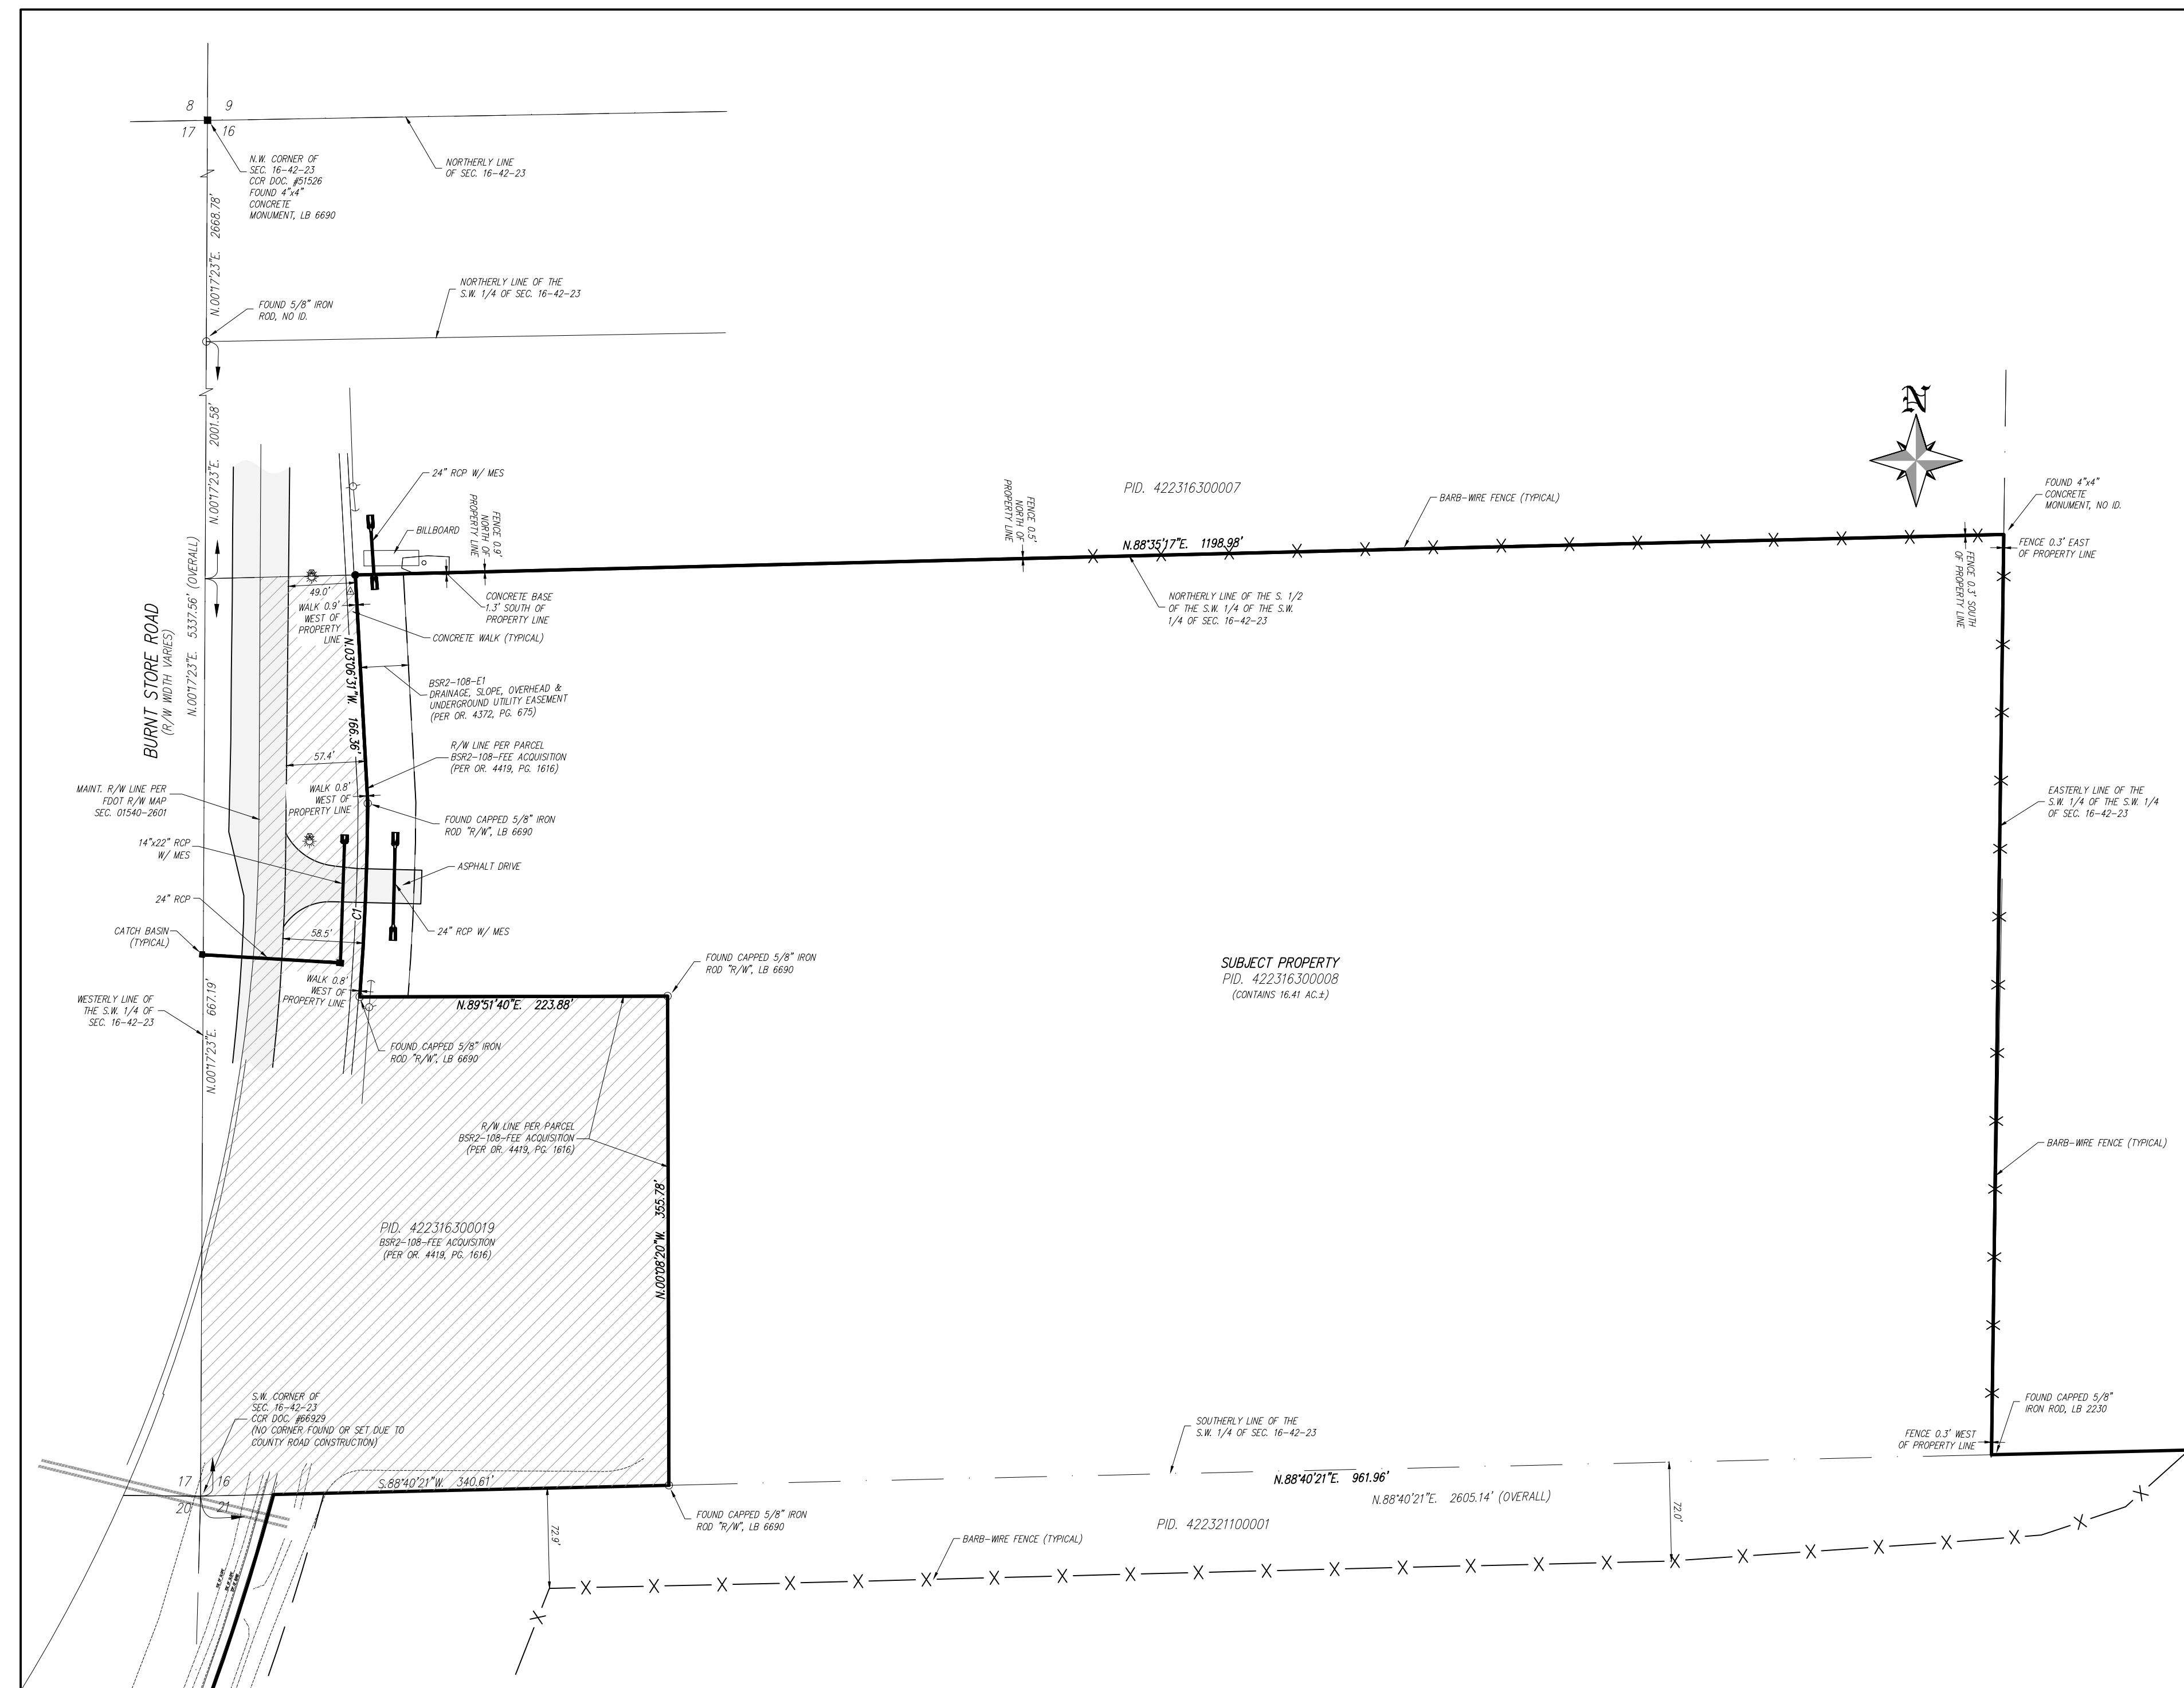 8
9
17
16
N.W. CORNER OF
SEC. 16-42-23
CCR DOC. #51526
FOUND 4"x4"
CONCRETE
MONUMENT, LB 6690
NORTHERLY LINE
OF SEC. 16-42-23
N.00°17'23"E. 2668.78'
NORTHERLY LINE OF THE
S.W. 1/4 OF SEC. 16-42-23
FOUND 5/8" IRON
ROD, NO ID.
N.00°17'23"E. 2001.58'
N.00°17'23"E. 5337.56' (OVERALL)
BURNT STORE ROAD
(R/W WIDTH VARIES)
24" RCP W/ MES
BILLBOARD
FENCE 0.9'
NORTH OF
PROPERTY LINE
FENCE 0.5'
NORTH OF
PROPERTY LINE
PID. 422316300007
BARB-WIRE FENCE (TYPICAL)
N.88°35'17"E. 1198.98'
N
FOUND 4"x4"
CONCRETE
MONUMENT, NO ID.
FENCE 0.3' EAST
OF PROPERTY LINE
FENCE 0.3' SOUTH
OF PROPERTY LINE
NORTHERLY LINE OF THE S. 1/2
OF THE S.W. 1/4 OF THE S.W.
1/4 OF SEC. 16-42-23
49.0'
WALK 0.9'
WEST OF
PROPERTY
LINE
CONCRETE BASE
1.3' SOUTH OF
PROPERTY LINE
CONCRETE WALK (TYPICAL)
N.03°06'31"W. 166.36'
BSR2-108-E1
DRAINAGE, SLOPE, OVERHEAD &
UNDERGROUND UTILITY EASEMENT
(PER OR. 4372, PG. 675)
R/W LINE PER PARCEL
BSR2-108-FEE ACQUISITION
(PER OR. 4419, PG. 1616)
57.4'
WALK 0.8'
WEST OF
PROPERTY LINE
MAINT. R/W LINE PER
FDOT R/W MAP
SEC. 01540-2601
FOUND CAPPED 5/8" IRON
ROD "R/W", LB 6690
14"x22" RCP
W/ MES
ASPHALT DRIVE
24" RCP
C1
CATCH BASIN
(TYPICAL)
58.5'
24" RCP W/ MES
EASTERLY LINE OF THE
S.W. 1/4 OF THE S.W. 1/4
OF SEC. 16-42-23
FOUND CAPPED 5/8" IRON
ROD "R/W", LB 6690
SUBJECT PROPERTY
PID. 422316300008
(CONTAINS 16.41 AC.±)
WALK 0.8'
WEST OF
PROPERTY LINE
N.89°51'40"E. 223.88'
WESTERLY LINE OF
THE S.W. 1/4 OF
SEC. 16-42-23
N.00°17'23"E. 667.19'
FOUND CAPPED 5/8" IRON
ROD "R/W", LB 6690
R/W LINE PER PARCEL
BSR2-108-FEE ACQUISITION
(PER OR. 4419, PG. 1616)
BARB-WIRE FENCE (TYPICAL)
N.00°08'20"W. 355.78'
PID. 422316300019
BSR2-108-FEE ACQUISITION
(PER OR. 4419, PG. 1616)
S.W. CORNER OF
SEC. 16-42-23
CCR DOC. #66929
(NO CORNER FOUND OR SET DUE TO
COUNTY ROAD CONSTRUCTION)
SOUTHERLY LINE OF THE
S.W. 1/4 OF SEC. 16-42-23
FOUND CAPPED 5/8"
IRON ROD, LB 2230
FENCE 0.3' WEST
OF PROPERTY LINE
17
16
20
21
S.88°40'21"W. 340.61'
N.88°40'21"E. 961.96'
N.88°40'21"E. 2605.14' (OVERALL)
FOUND CAPPED 5/8" IRON
ROD "R/W", LB 6690
PID. 422321100001
72.9'
72.0'
BARB-WIRE FENCE (TYPICAL)